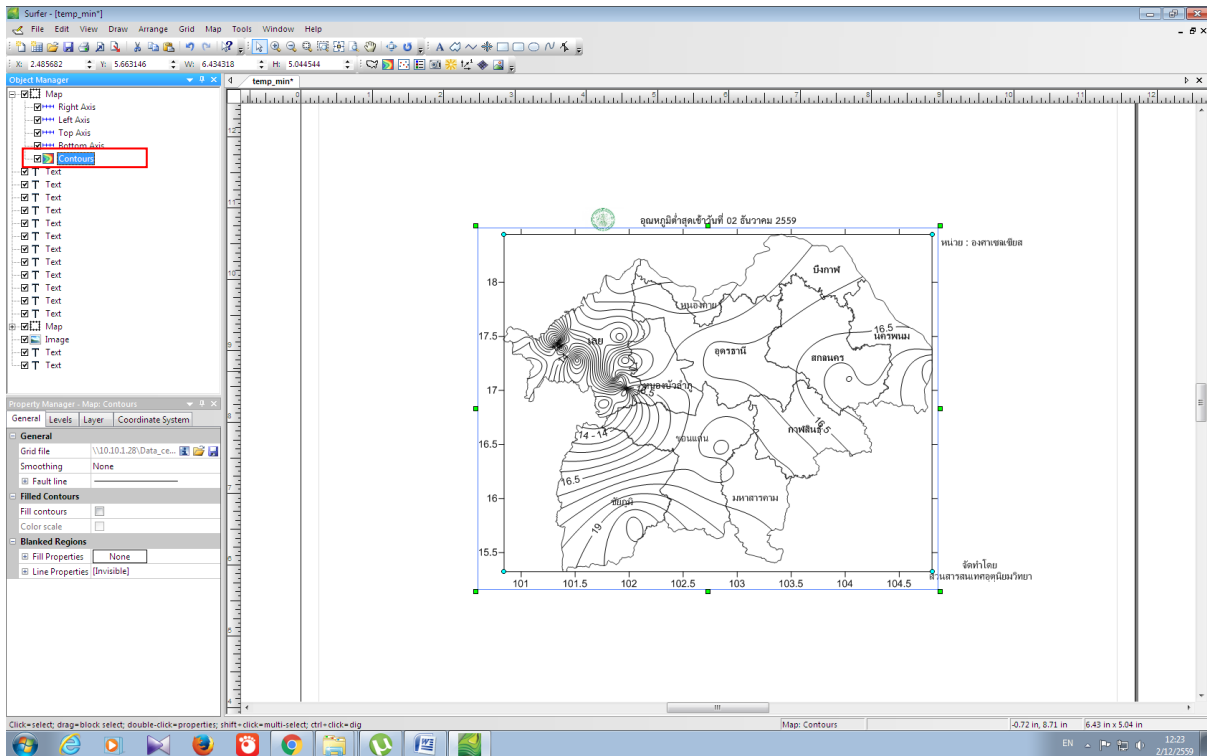 Surfer - [temp_min*]
File Edit View Draw Arrange Grid Map Tools Window Help
X: 2.485682 Y: 5.663146 W: 6.434318 H: 5.044544
Object Manager
Map
Right Axis
Left Axis
Top Axis
Bottom Axis
Contours
Text
Text
Text
Text
Text
Text
Text
Text
Text
Text
Text
Text
Map
Image
Text
Text
Property Manager - Map: Contours
General Levels Layer Coordinate System
General
Grid file \\10.10.1.28\Data_ce...
Smoothing None
Fault line
Filled Contours
Fill contours
Color scale
Blanked Regions
Fill Properties None
Line Properties [Invisible]
temp_min*
อุณหภูมิต่ำสุดเช้าวันที่ 02 ธันวาคม 2559
หน่วย : องศาเซลเซียส
บึงกาฬ
18
หนองคาย
17.5
16.5
เลย
นครพนม
อุดรธานี
สกลนคร
17
หนองบัวลำภู
16.5
กาฬสินธุ์
14
14
ขอนแก่น
16.5
16.5
16
มหาสารคาม
ชัยภูมิ
19
15.5
101 101.5 102 102.5 103 103.5 104 104.5
จัดทำโดย
ส่วนสารสนเทศอุตุนิยมวิทยา
Click=select; drag=block select; double-click=properties; shift+click=multi-select; ctrl+click=dig
Map: Contours
-0.72 in, 8.71 in
6.43 in x 5.04 in
EN
12:23
2/12/2559